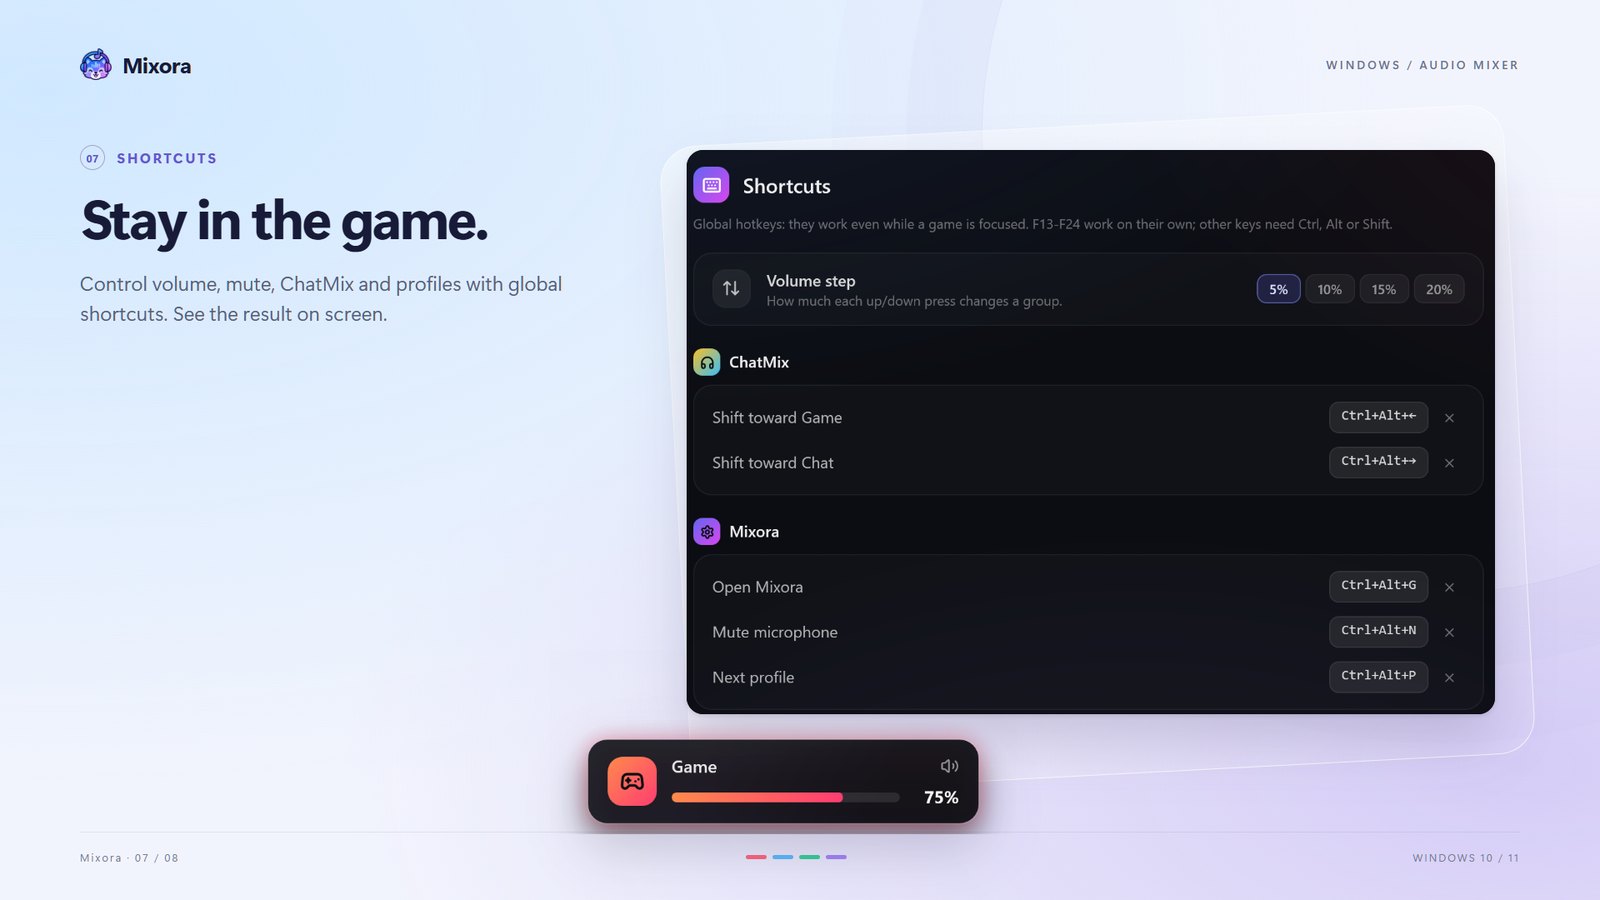 Mixora
WINDOWS / AUDIO MIXER
07 SHORTCUTS
Stay in the game.
Control volume, mute, ChatMix and profiles with global
shortcuts. See the result on screen.
Shortcuts
Global hotkeys: they work even while a game is focused. F13-F24 work on their own; other keys need Ctrl, Alt or Shift.
Volume step
How much each up/down press changes a group.
5% 10% 15% 20%
ChatMix
Shift toward Game Ctrl+Alt+← ×
Shift toward Chat Ctrl+Alt+→ ×
Mixora
Open Mixora Ctrl+Alt+G ×
Mute microphone Ctrl+Alt+N ×
Next profile Ctrl+Alt+P ×
Game
75%
Mixora · 07 / 08
WINDOWS 10 / 11